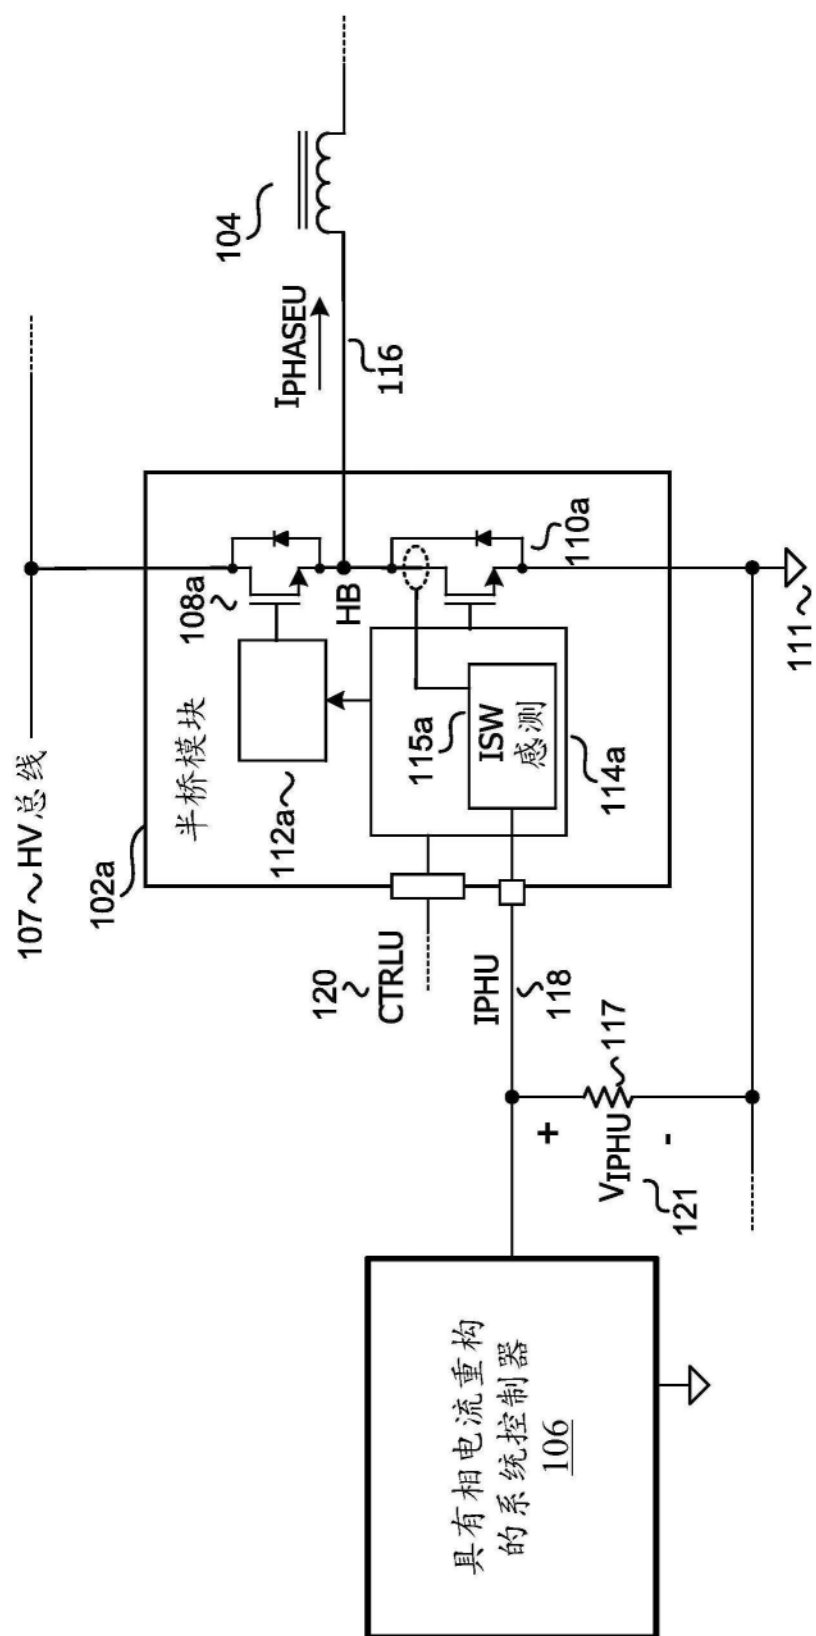 107 HV总线
102a
半桥模块
108a
112a
HB
104
IPHASEU
116
120
CTRLU
115a
ISW
感测
110a
114a
IPHU
118
111
+
VIPHU
-
117
121
具有相电流重构
的系统控制器
106